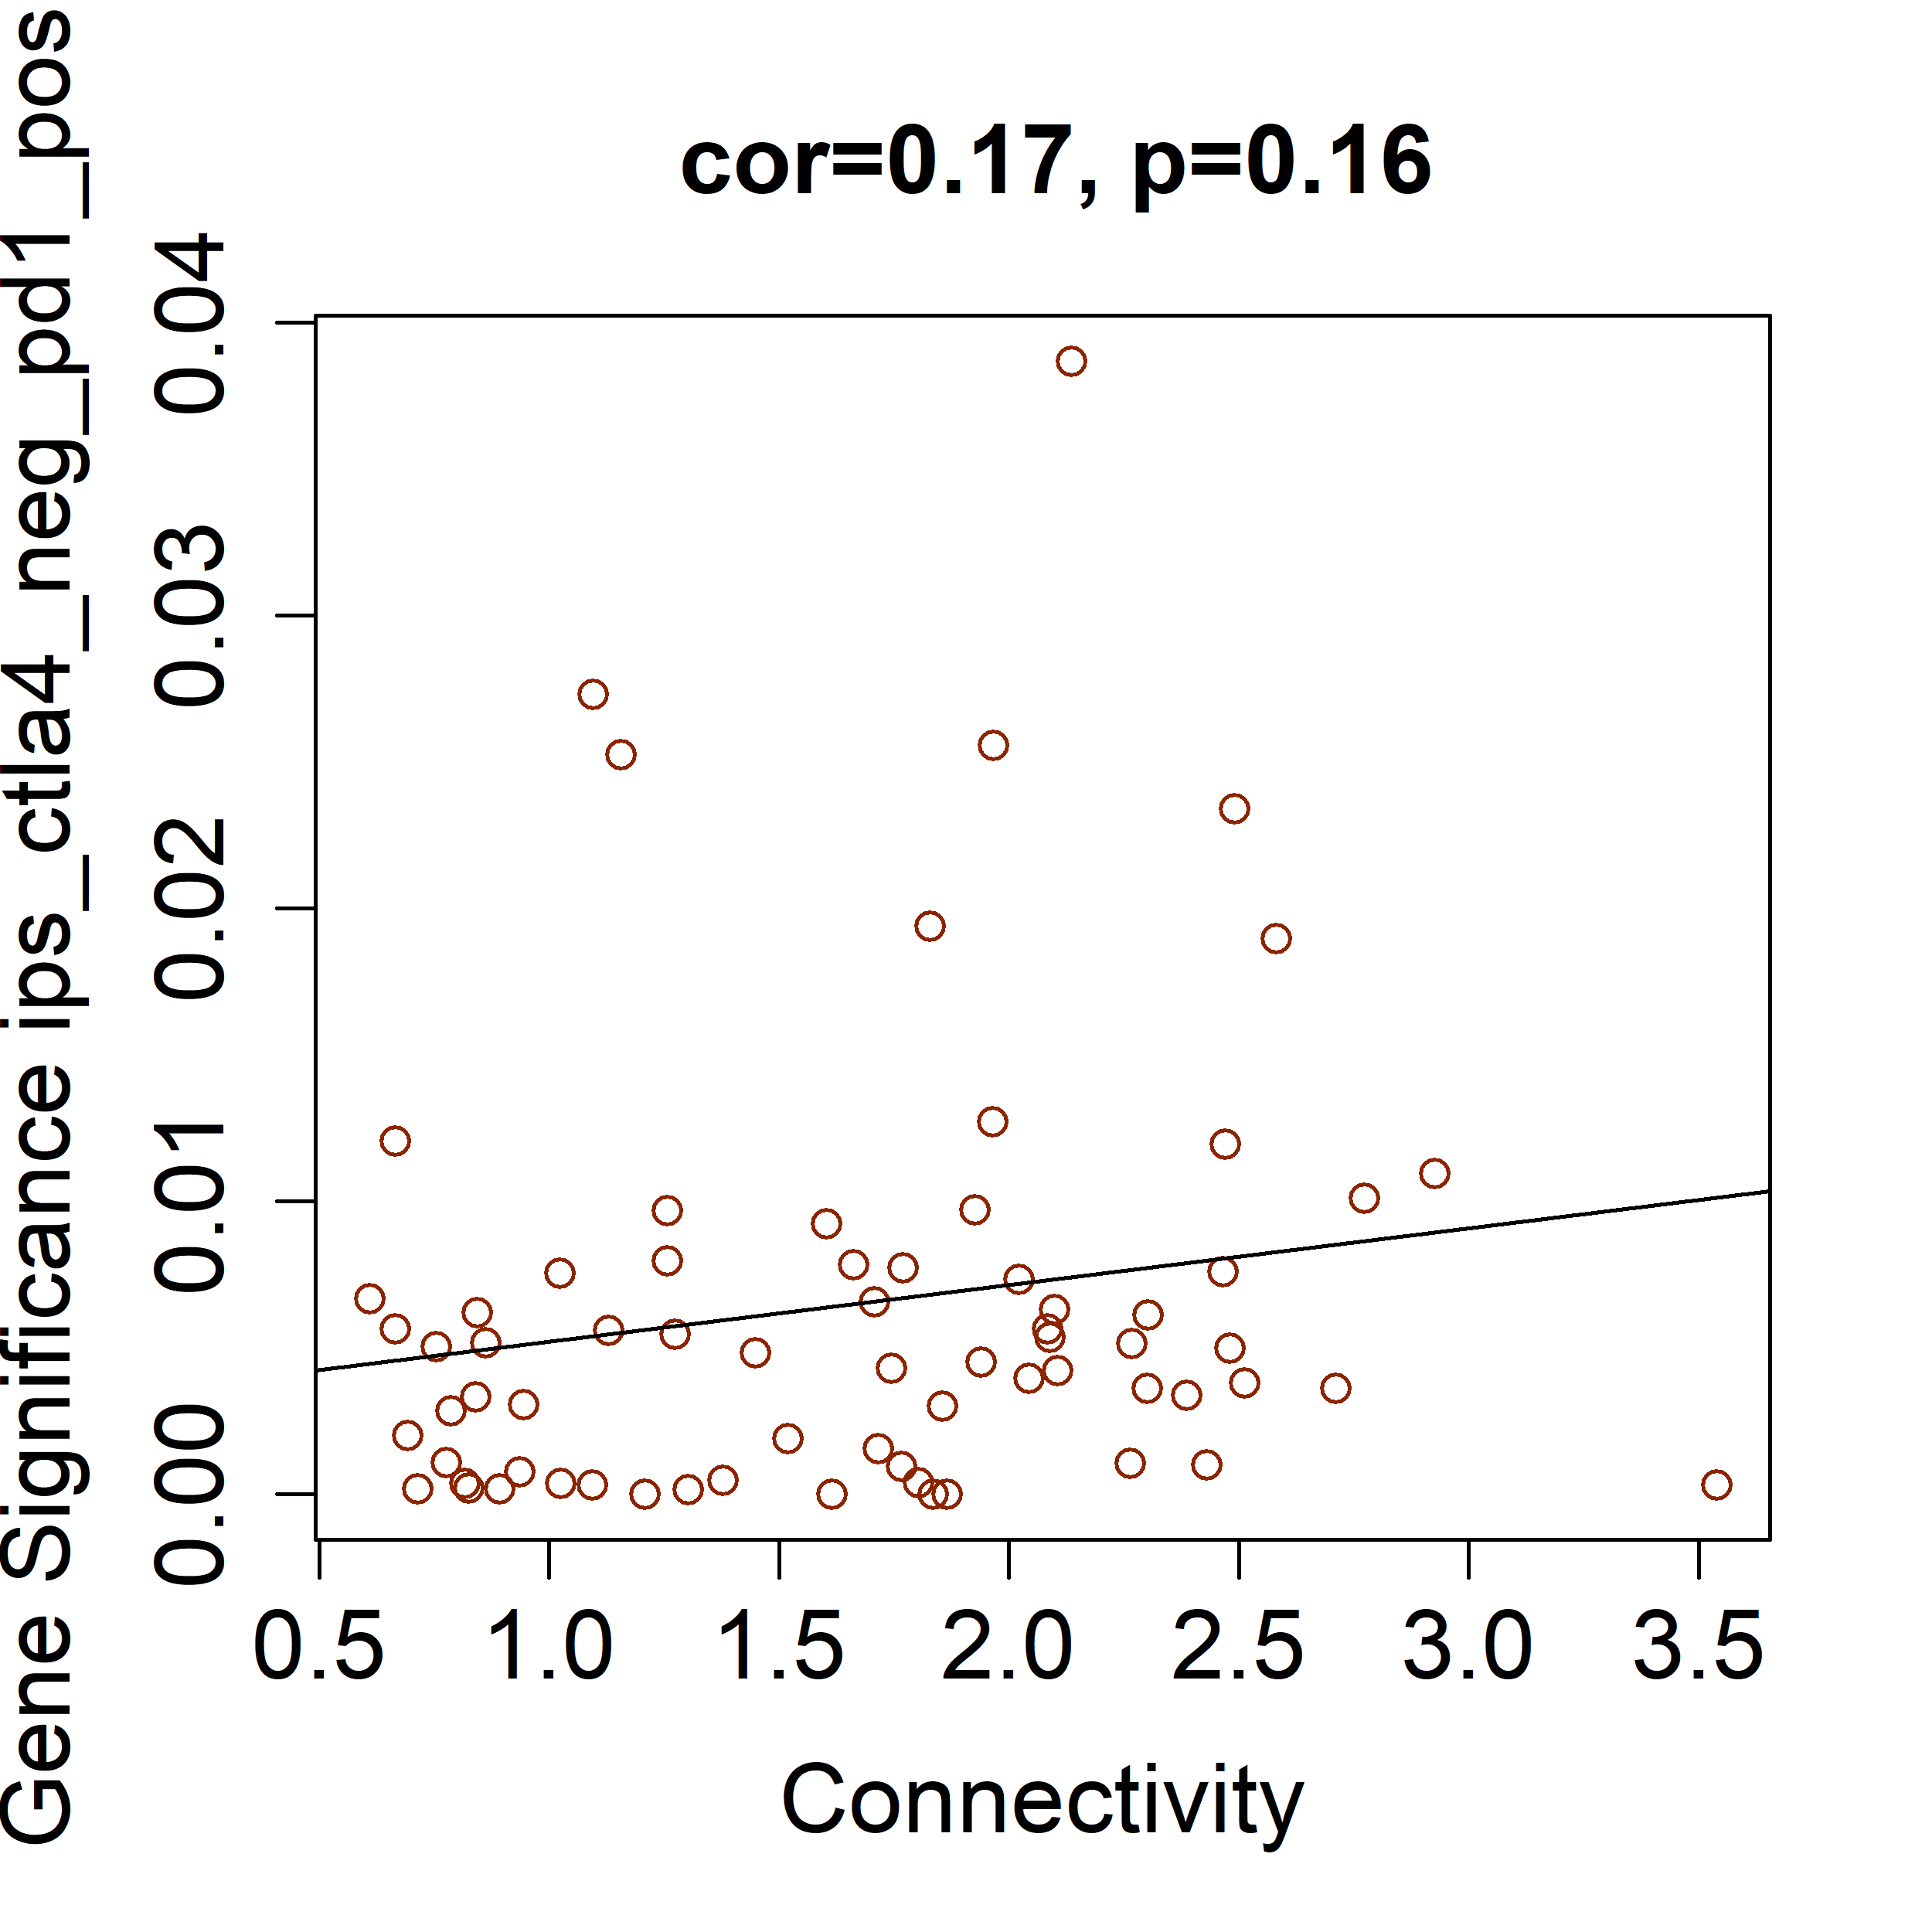 cor=0.17, p=0.16
Gene Significance ips_ctla4_neg_pd1_pos
0.04
0.03
0.02
0.01
0.00
0.5 1.0 1.5 2.0 2.5 3.0 3.5
Connectivity